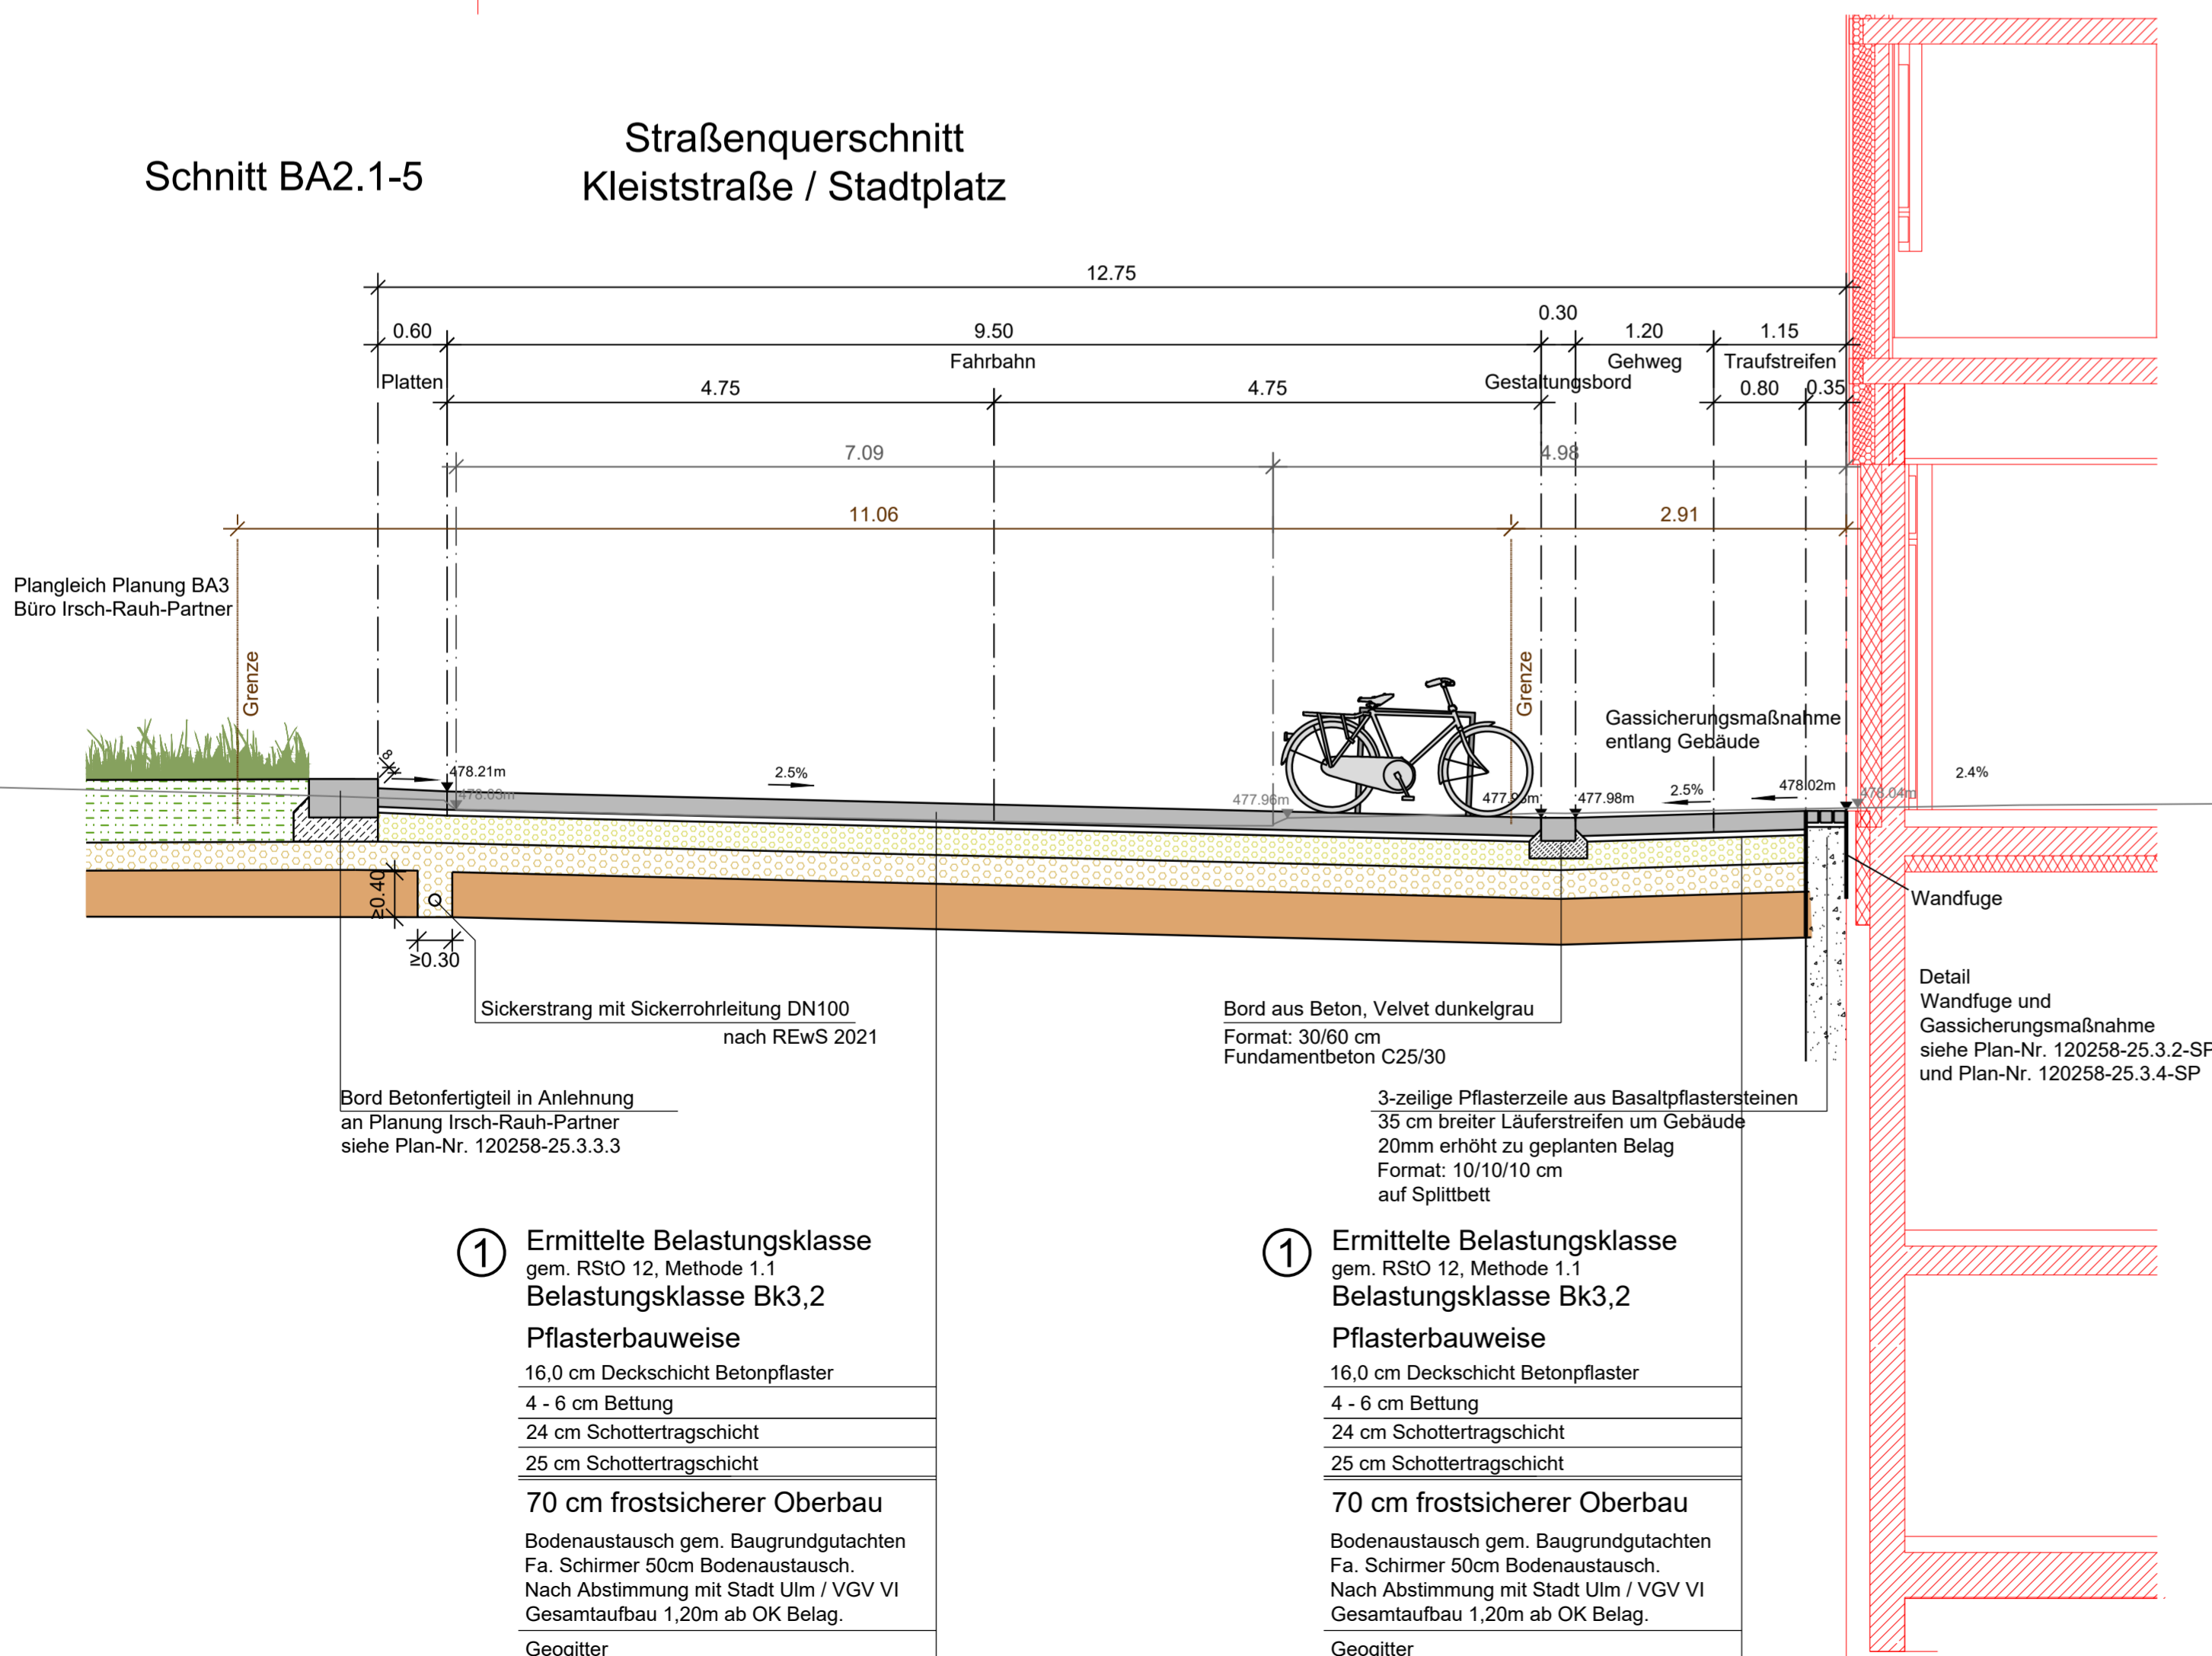 Schnitt BA2.1-5
Straßenquerschnitt
Kleiststraße / Stadtplatz
12.75
0.60
9.50
0.30
1.20
1.15
Fahrbahn
Gehweg
Traufstreifen
Platten
4.75
4.75
Gestaltungsbord
0.80
0.35
7.09
4.98
11.06
2.91
Plangleich Planung BA3
Büro Irsch-Rauh-Partner
Grenze
Grenze
Gassicherungsmaßnahme
entlang Gebäude
8
478.21m
2.5%
478.03m
477.96m
477.98m
2.5%
478.02m
478.04m
2.4%
≥0.40
≥0.30
Wandfuge
Sickerstrang mit Sickerrohrleitung DN100
nach REwS 2021
Bord aus Beton, Velvet dunkelgrau
Format: 30/60 cm
Fundamentbeton C25/30
Detail
Wandfuge und
Gassicherungsmaßnahme
siehe Plan-Nr. 120258-25.3.2-SP
und Plan-Nr. 120258-25.3.4-SP
Bord Betonfertigteil in Anlehnung
an Planung Irsch-Rauh-Partner
siehe Plan-Nr. 120258-25.3.3.3
3-zeilige Pflasterzeile aus Basaltpflastersteinen
35 cm breiter Läuferstreifen um Gebäude
20mm erhöht zu geplanten Belag
Format: 10/10/10 cm
auf Splittbett
1
Ermittelte Belastungsklasse
gem. RStO 12, Methode 1.1
Belastungsklasse Bk3,2
Pflasterbauweise
16,0 cm Deckschicht Betonpflaster
4 - 6 cm Bettung
24 cm Schottertragschicht
25 cm Schottertragschicht
70 cm frostsicherer Oberbau
Bodenaustausch gem. Baugrundgutachten
Fa. Schirmer 50cm Bodenaustausch.
Nach Abstimmung mit Stadt Ulm / VGV VI
Gesamtaufbau 1,20m ab OK Belag.
Geogitter
1
Ermittelte Belastungsklasse
gem. RStO 12, Methode 1.1
Belastungsklasse Bk3,2
Pflasterbauweise
16,0 cm Deckschicht Betonpflaster
4 - 6 cm Bettung
24 cm Schottertragschicht
25 cm Schottertragschicht
70 cm frostsicherer Oberbau
Bodenaustausch gem. Baugrundgutachten
Fa. Schirmer 50cm Bodenaustausch.
Nach Abstimmung mit Stadt Ulm / VGV VI
Gesamtaufbau 1,20m ab OK Belag.
Geogitter